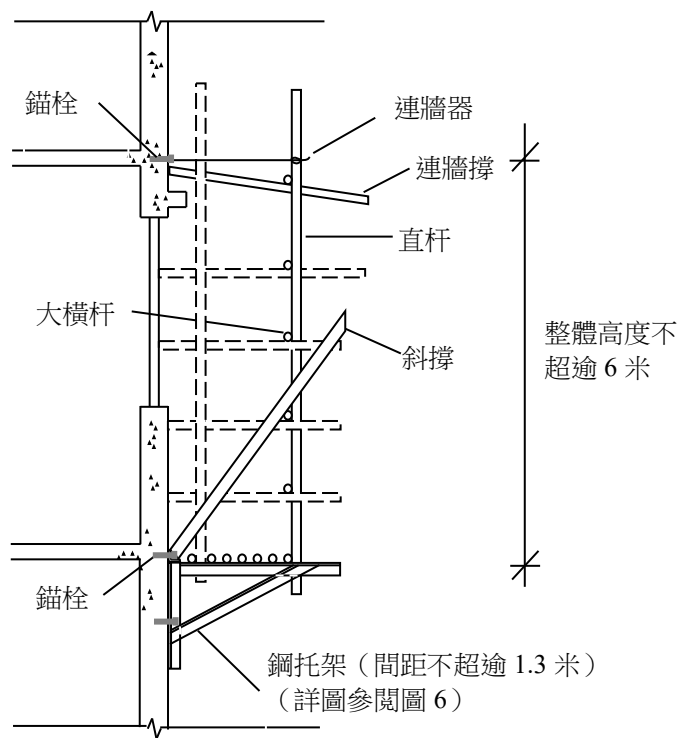 錨栓
連牆器
連牆撐
直杆
大橫杆
斜撐
整體高度不
超逾 6 米
錨栓
鋼托架（間距不超逾 1.3 米）
（詳圖參閱圖 6）